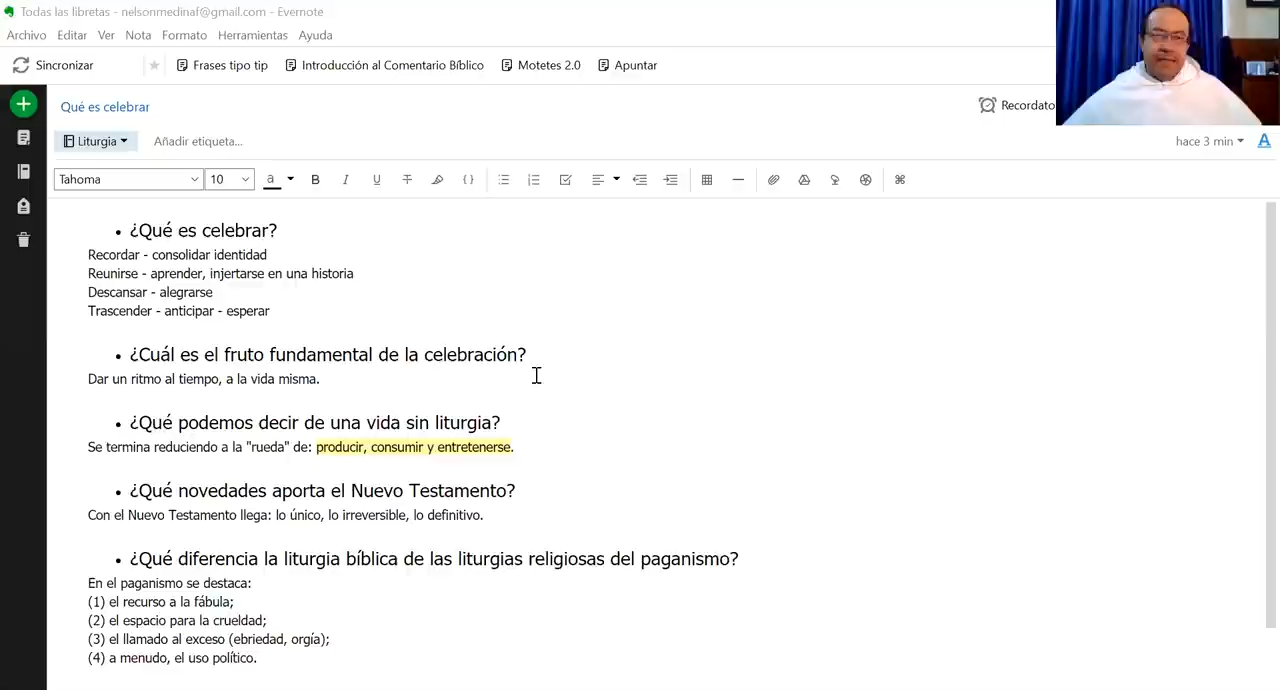 Todas las libretas - nelsonmedinaf@gmail.com - Evernote
Archivo Editar Ver Nota Formato Herramientas Ayuda
Sincronizar Frases tipo tip Introducción al Comentario Bíblico Motetes 2.0 Apuntar
Qué es celebrar Recordato
Liturgia Añadir etiqueta... hace 3 min A
Tahoma 10 a B I U T { }
• ¿Qué es celebrar?
Recordar - consolidar identidad
Reunirse - aprender, injertarse en una historia
Descansar - alegrarse
Trascender - anticipar - esperar
• ¿Cuál es el fruto fundamental de la celebración?
Dar un ritmo al tiempo, a la vida misma.
• ¿Qué podemos decir de una vida sin liturgia?
Se termina reduciendo a la "rueda" de: producir, consumir y entretenerse.
• ¿Qué novedades aporta el Nuevo Testamento?
Con el Nuevo Testamento llega: lo único, lo irreversible, lo definitivo.
• ¿Qué diferencia la liturgia bíblica de las liturgias religiosas del paganismo?
En el paganismo se destaca:
(1) el recurso a la fábula;
(2) el espacio para la crueldad;
(3) el llamado al exceso (ebriedad, orgía);
(4) a menudo, el uso político.